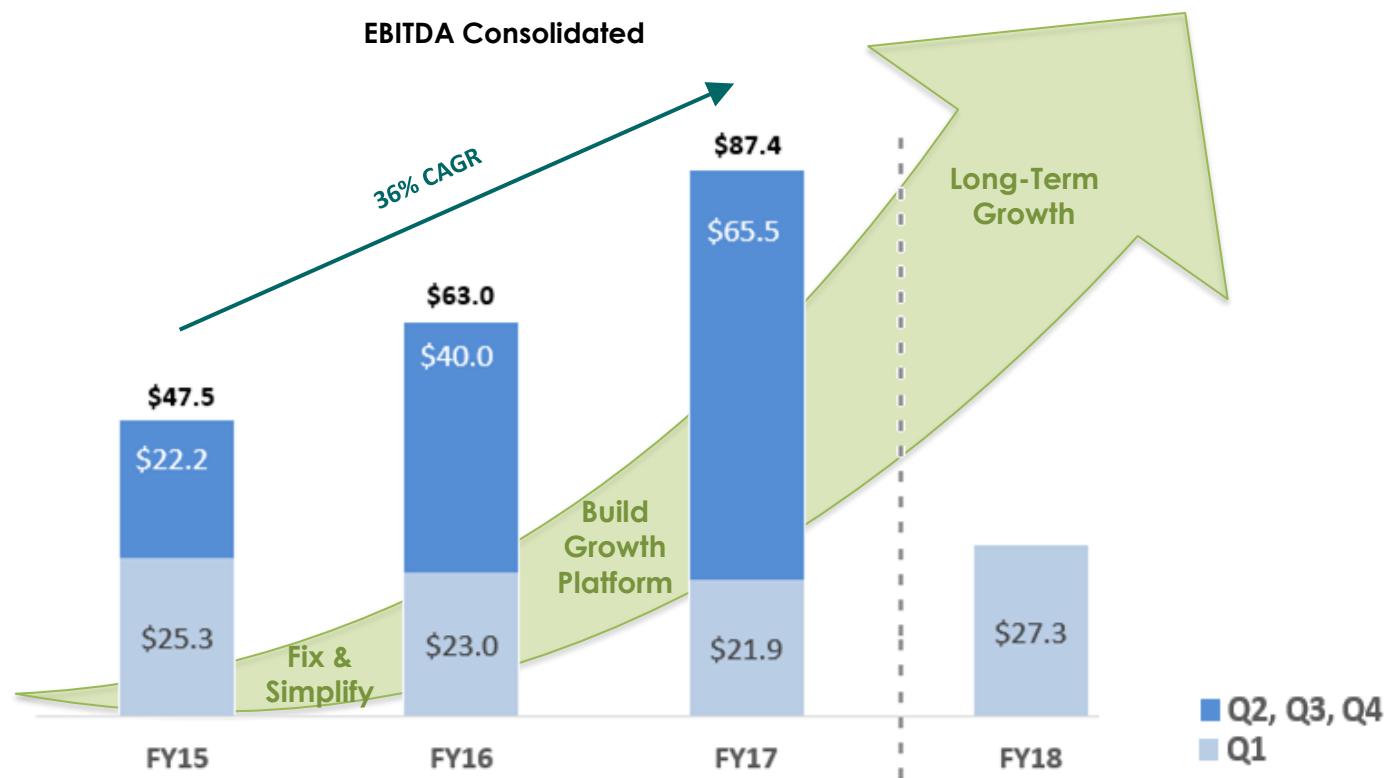 EBITDA Consolidated
36% CAGR
$87.4
Long-Term
Growth
$65.5
$63.0
$40.0
$47.5
$22.2
Build
Growth
Platform
$25.3
Fix &
Simplify
$23.0
$21.9
$27.3
Q2, Q3, Q4
Q1
FY15
FY16
FY17
FY18